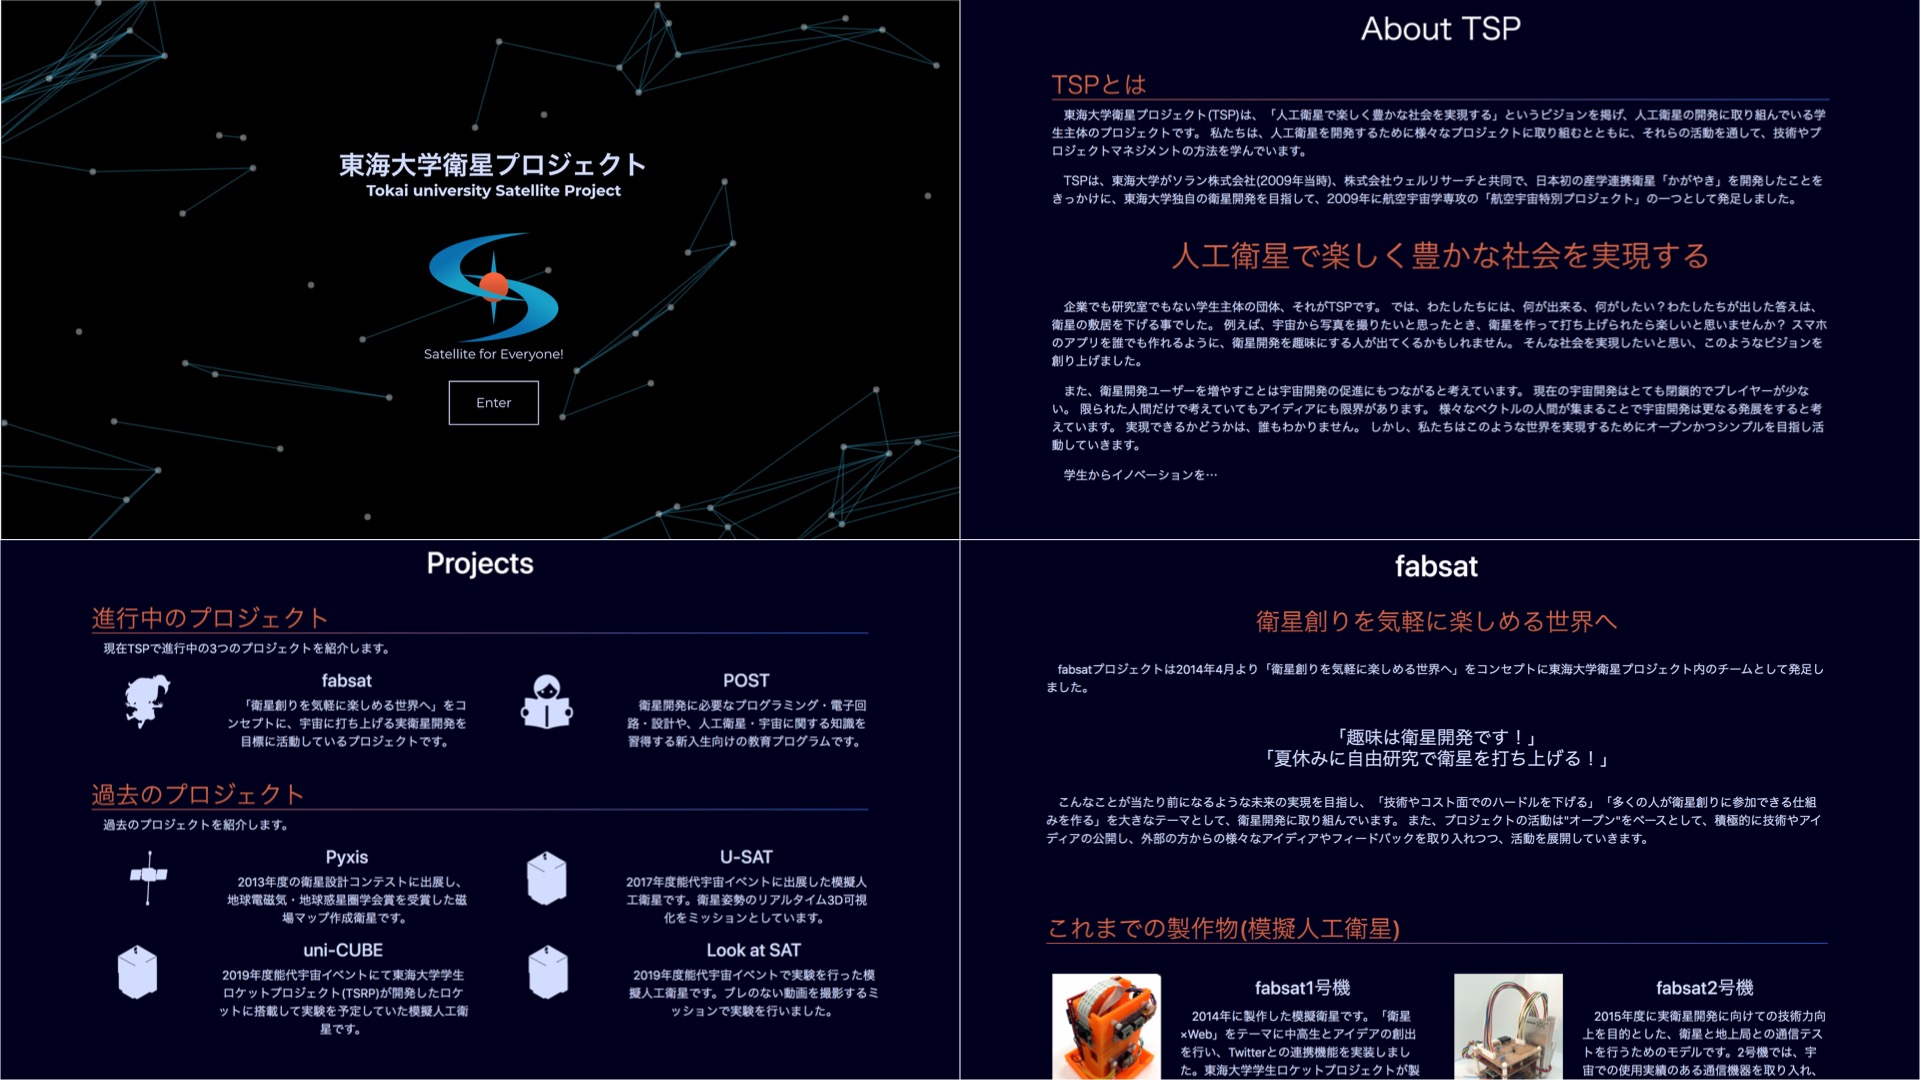 東海大学衛星プロジェクト
Tokai university Satellite Project
Satellite for Everyone!
Enter
About TSP
TSPとは
東海大学衛星プロジェクト(TSP)は、「人工衛星で楽しく豊かな社会を実現する」というビジョンを掲げ、人工衛星の開発に取り組んでいる学
生主体のプロジェクトです。 私たちは、人工衛星を開発するために様々なプロジェクトに取り組むとともに、それらの活動を通して、技術やプ
ロジェクトマネジメントの方法を学んでいます。
TSPは、東海大学がソラン株式会社(2009年当時)、株式会社ウェルリサーチと共同で、日本初の産学連携衛星「かがやき」を開発したことを
きっかけに、東海大学独自の衛星開発を目指して、2009年に航空宇宙学専攻の「航空宇宙特別プロジェクト」の一つとして発足しました。
人工衛星で楽しく豊かな社会を実現する
企業でも研究室でもない学生主体の団体、それがTSPです。 では、わたしたちには、何が出来る、何がしたい？わたしたちが出した答えは、
衛星の敷居を下げる事でした。 例えば、宇宙から写真を撮りたいと思ったとき、衛星を作って打ち上げられたら楽しいと思いませんか？ スマホ
のアプリを誰でも作れるように、衛星開発を趣味にする人が出てくるかもしれません。 そんな社会を実現したいと思い、このようなビジョンを
創り上げました。
また、衛星開発ユーザーを増やすことは宇宙開発の促進にもつながると考えています。 現在の宇宙開発はとても閉鎖的でプレイヤーが少な
い。 限られた人間だけで考えていてもアイディアにも限界があります。 様々なベクトルの人間が集まることで宇宙開発は更なる発展をすると考
えています。 実現できるかどうかは、誰もわかりません。 しかし、私たちはこのような世界を実現するためにオープンかつシンプルを目指し活
動していきます。
学生からイノベーションを…
Projects
進行中のプロジェクト
現在TSPで進行中の3つのプロジェクトを紹介します。
fabsat
「衛星創りを気軽に楽しめる世界へ」をコ
ンセプトに、宇宙に打ち上げる実衛星開発を
目標に活動しているプロジェクトです。
POST
衛星開発に必要なプログラミング・電子回
路・設計や、人工衛星・宇宙に関する知識を
習得する新入生向けの教育プログラムです。
過去のプロジェクト
過去のプロジェクトを紹介します。
Pyxis
2013年度の衛星設計コンテストに出展し、
地球電磁気・地球惑星圏学会賞を受賞した磁
場マップ作成衛星です。
U-SAT
2017年度能代宇宙イベントに出展した模擬人
工衛星です。衛星姿勢のリアルタイム3D可視
化をミッションとしています。
uni-CUBE
2019年度能代宇宙イベントにて東海大学学生
ロケットプロジェクト(TSRP)が開発したロケ
ットに搭載して実験を予定していた模擬人工衛
星です。
Look at SAT
2019年度能代宇宙イベントで実験を行った模
擬人工衛星です。ブレのない動画を撮影するミ
ッションで実験を行いました。
fabsat
衛星創りを気軽に楽しめる世界へ
fabsatプロジェクトは2014年4月より「衛星創りを気軽に楽しめる世界へ」をコンセプトに東海大学衛星プロジェクト内のチームとして発足し
ました。
「趣味は衛星開発です！」
「夏休みに自由研究で衛星を打ち上げる！」
こんなことが当たり前になるような未来の実現を目指し、「技術やコスト面でのハードルを下げる」「多くの人が衛星創りに参加できる仕組
みを作る」を大きなテーマとして、衛星開発に取り組んでいます。 また、プロジェクトの活動は"オープン"をベースとして、積極的に技術やアイ
ディアの公開し、外部の方からの様々なアイディアやフィードバックを取り入れつつ、活動を展開していきます。
これまでの製作物(模擬人工衛星)
fabsat1号機
2014年に製作した模擬衛星です。「衛星
×Web」をテーマに中高生とアイデアの創出
を行い、Twitterとの連携機能を実装しまし
た。東海大学学生ロケットプロジェクトが製
fabsat2号機
2015年度に実衛星開発に向けての技術力向
上を目的とした、衛星と地上局との通信テス
トを行うためのモデルです。2号機では、宇
宙での使用実績のある通信機器を取り入れ、